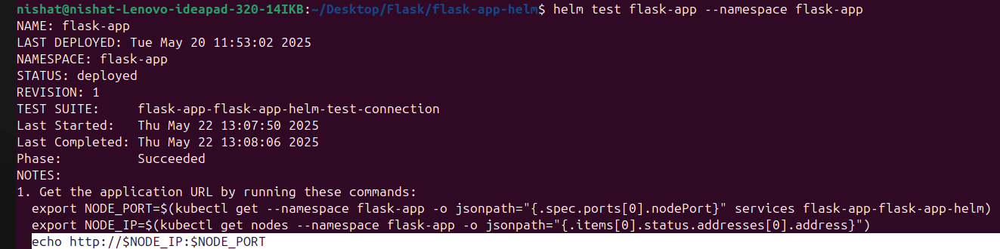 nishat@nishat-Lenovo-ideapad-320-14IKB:~/Desktop/Flask/flask-app-helm$ helm test flask-app --namespace flask-app
NAME: flask-app
LAST DEPLOYED: Tue May 20 11:53:02 2025
NAMESPACE: flask-app
STATUS: deployed
REVISION: 1
TEST SUITE:     flask-app-flask-app-helm-test-connection
Last Started:   Thu May 22 13:07:50 2025
Last Completed: Thu May 22 13:08:06 2025
Phase:          Succeeded
NOTES:
1. Get the application URL by running these commands:
  export NODE_PORT=$(kubectl get --namespace flask-app -o jsonpath="{.spec.ports[0].nodePort}" services flask-app-flask-app-helm)
  export NODE_IP=$(kubectl get nodes --namespace flask-app -o jsonpath="{.items[0].status.addresses[0].address}")
  echo http://$NODE_IP:$NODE_PORT